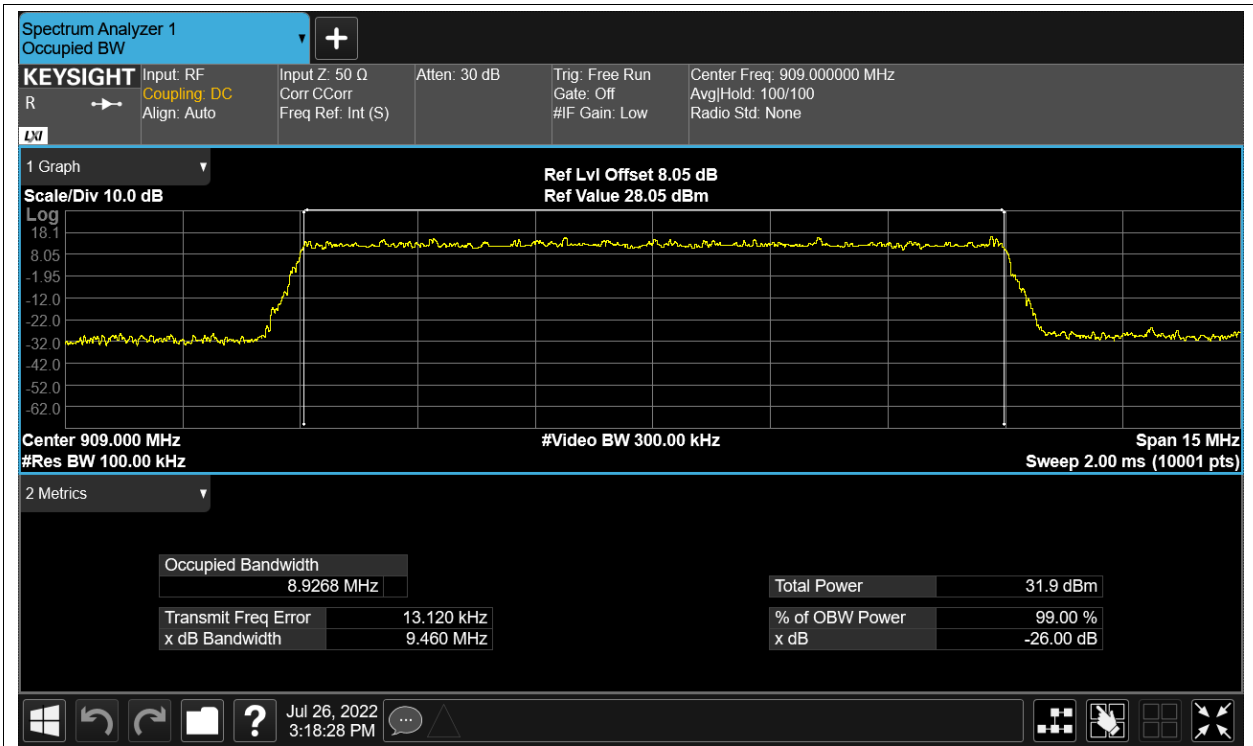 Spectrum Analyzer 1
Occupied BW
KEYSIGHT
R
LXI
Input: RF
Coupling: DC
Align: Auto
Input Z: 50 Ω
Corr CCorr
Freq Ref: Int (S)
Atten: 30 dB
Trig: Free Run
Gate: Off
#IF Gain: Low
Center Freq: 909.000000 MHz
Avg|Hold: 100/100
Radio Std: None
1 Graph
Scale/Div 10.0 dB
Ref Lvl Offset 8.05 dB
Ref Value 28.05 dBm
Log
18.1
8.05
-1.95
-12.0
-22.0
-32.0
-42.0
-52.0
-62.0
Center 909.000 MHz
#Res BW 100.00 kHz
#Video BW 300.00 kHz
Span 15 MHz
Sweep 2.00 ms (10001 pts)
2 Metrics
Occupied Bandwidth
8.9268 MHz
Transmit Freq Error 13.120 kHz
x dB Bandwidth 9.460 MHz
Total Power 31.9 dBm
% of OBW Power 99.00 %
x dB -26.00 dB
?
Jul 26, 2022
3:18:28 PM